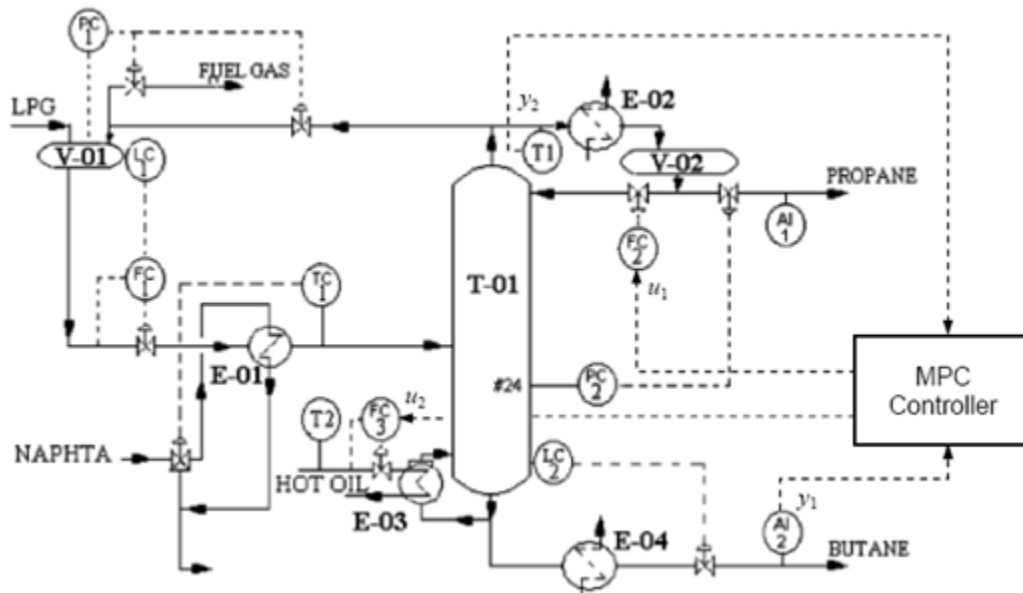 PC
1
FUEL GAS
LPG
y2
E-02
V-01
LC
1
T1
V-02
PROPANE
AI
1
FC
2
FC
1
TC
1
T-01
u1
E-01
#24
PC
2
MPC
Controller
T2
FC
3
u2
NAPHTA
LC
2
HOT OIL
E-03
y1
AI
2
E-04
BUTANE